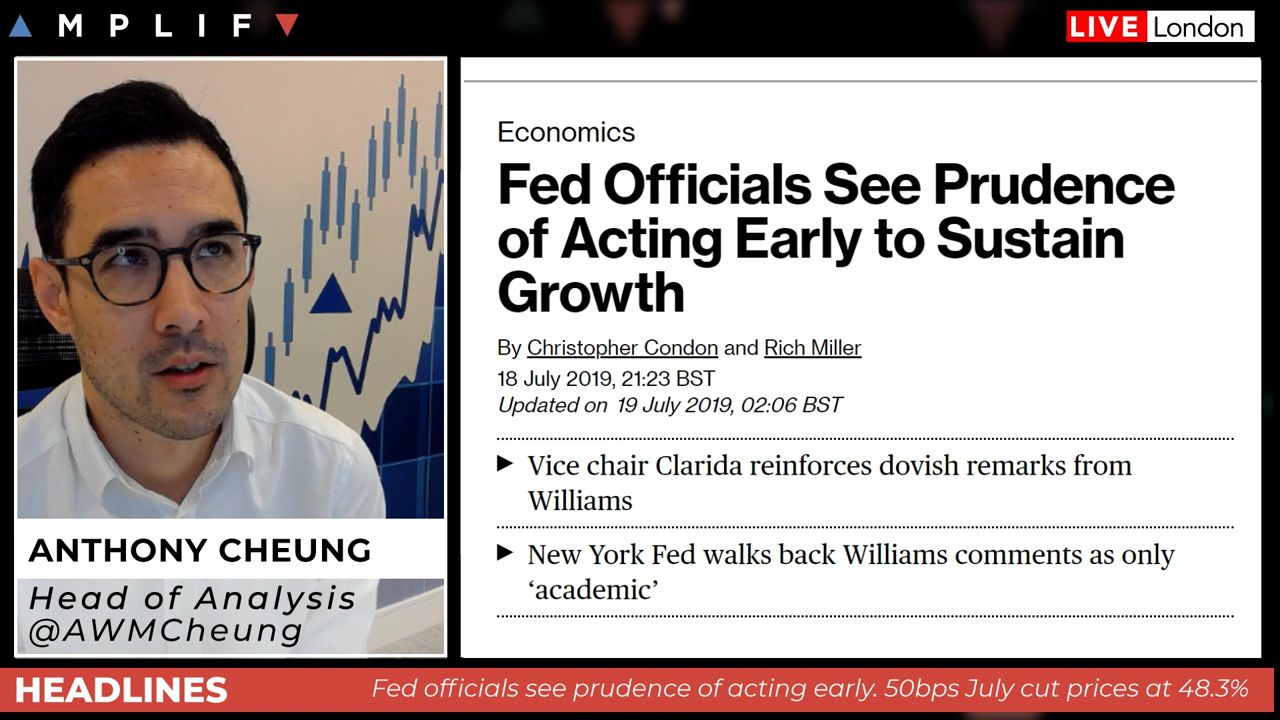 AMPLIFY
LIVE London
Economics
Fed Officials See Prudence
of Acting Early to Sustain
Growth
By Christopher Condon and Rich Miller
18 July 2019, 21:23 BST
Updated on 19 July 2019, 02:06 BST
Vice chair Clarida reinforces dovish remarks from
Williams
New York Fed walks back Williams comments as only
‘academic’
ANTHONY CHEUNG
Head of Analysis
@AWMCheung
HEADLINES
Fed officials see prudence of acting early. 50bps July cut prices at 48.3%